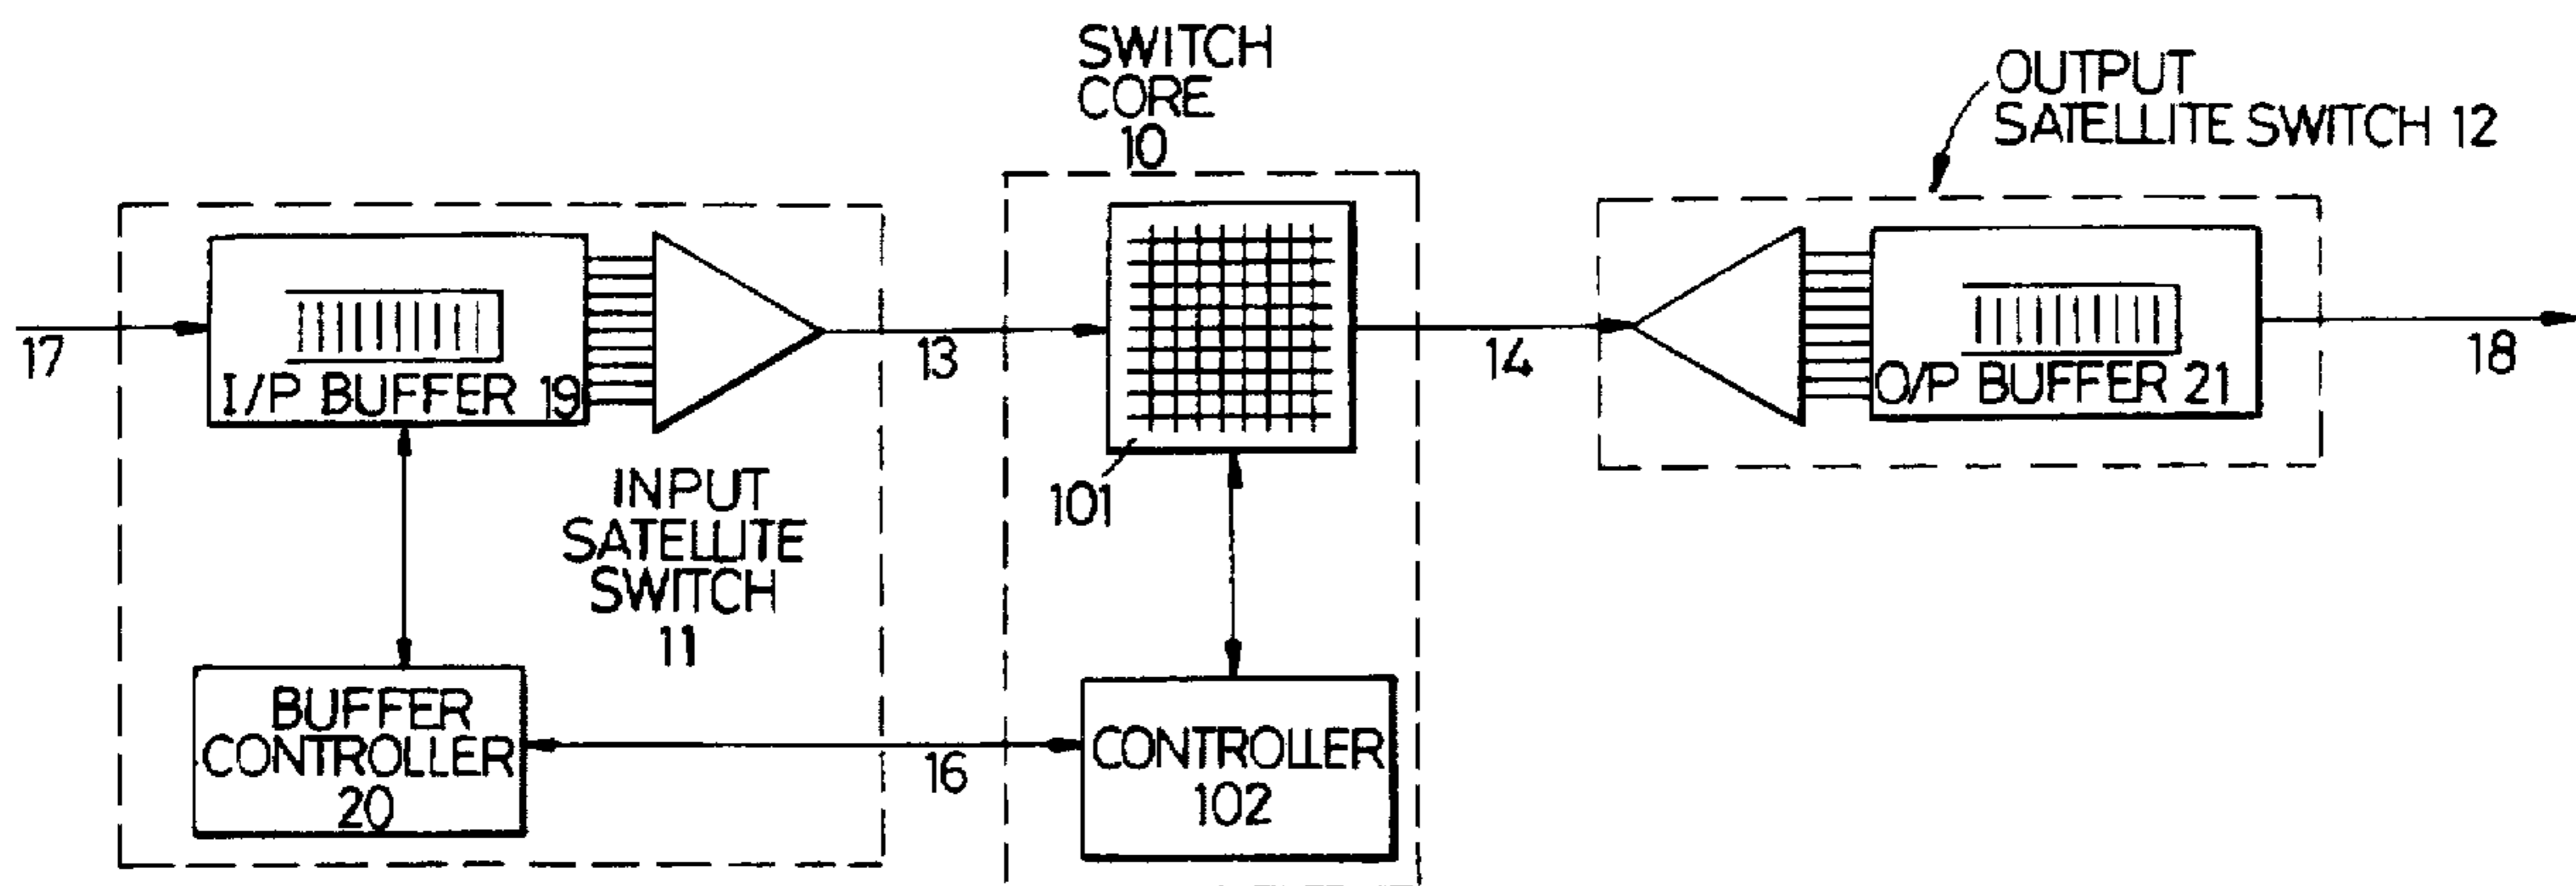 SWITCH
CORE
10
OUTPUT
SATELLITE SWITCH 12
17
I/P BUFFER 19
13
14
O/P BUFFER 21
18
INPUT
SATELLITE
SWITCH
11
101
BUFFER
CONTROLLER
20
16
CONTROLLER
102